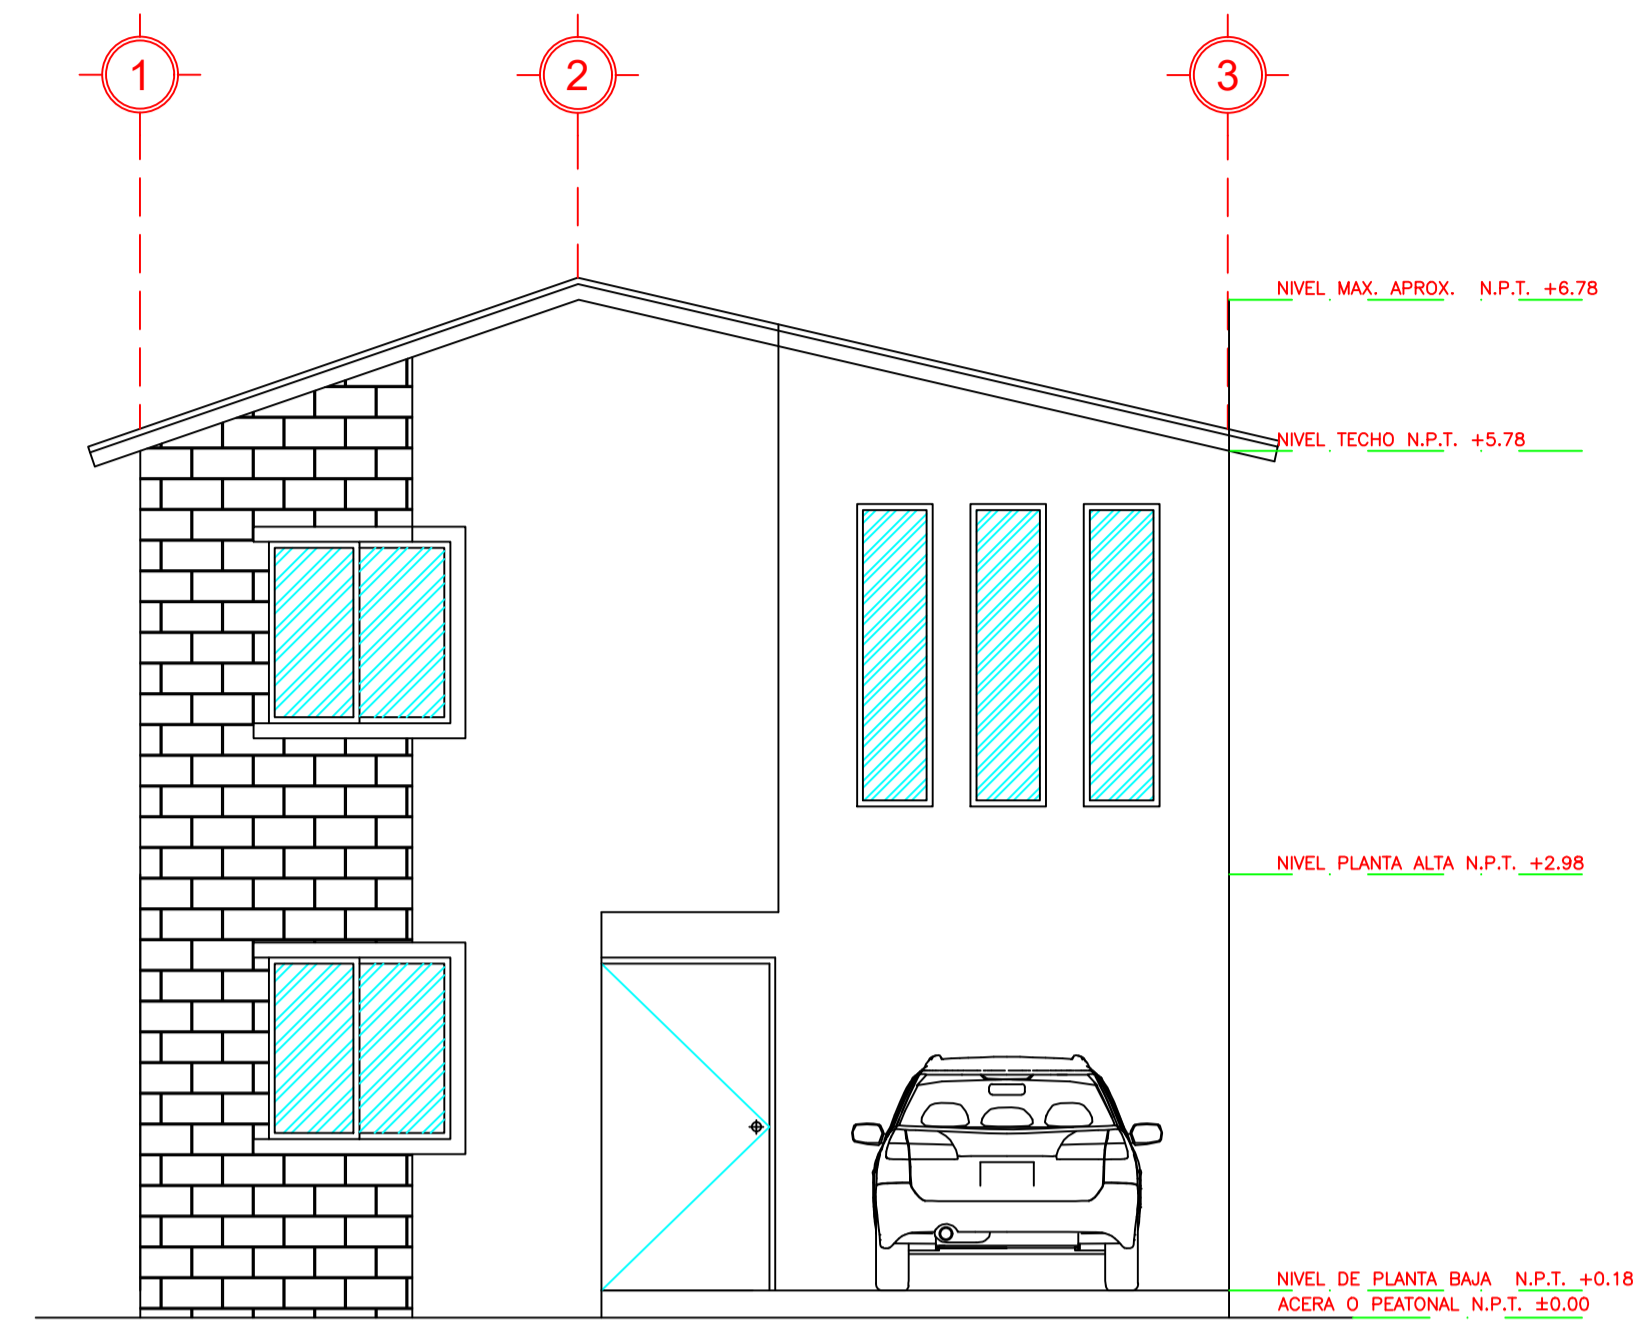 1
2
3
NIVEL MAX. APROX. N.P.T. +6.78
NIVEL TECHO N.P.T. +5.78
NIVEL PLANTA ALTA N.P.T. +2.98
NIVEL DE PLANTA BAJA N.P.T. +0.18
ACERA O PEATONAL N.P.T. ±0.00